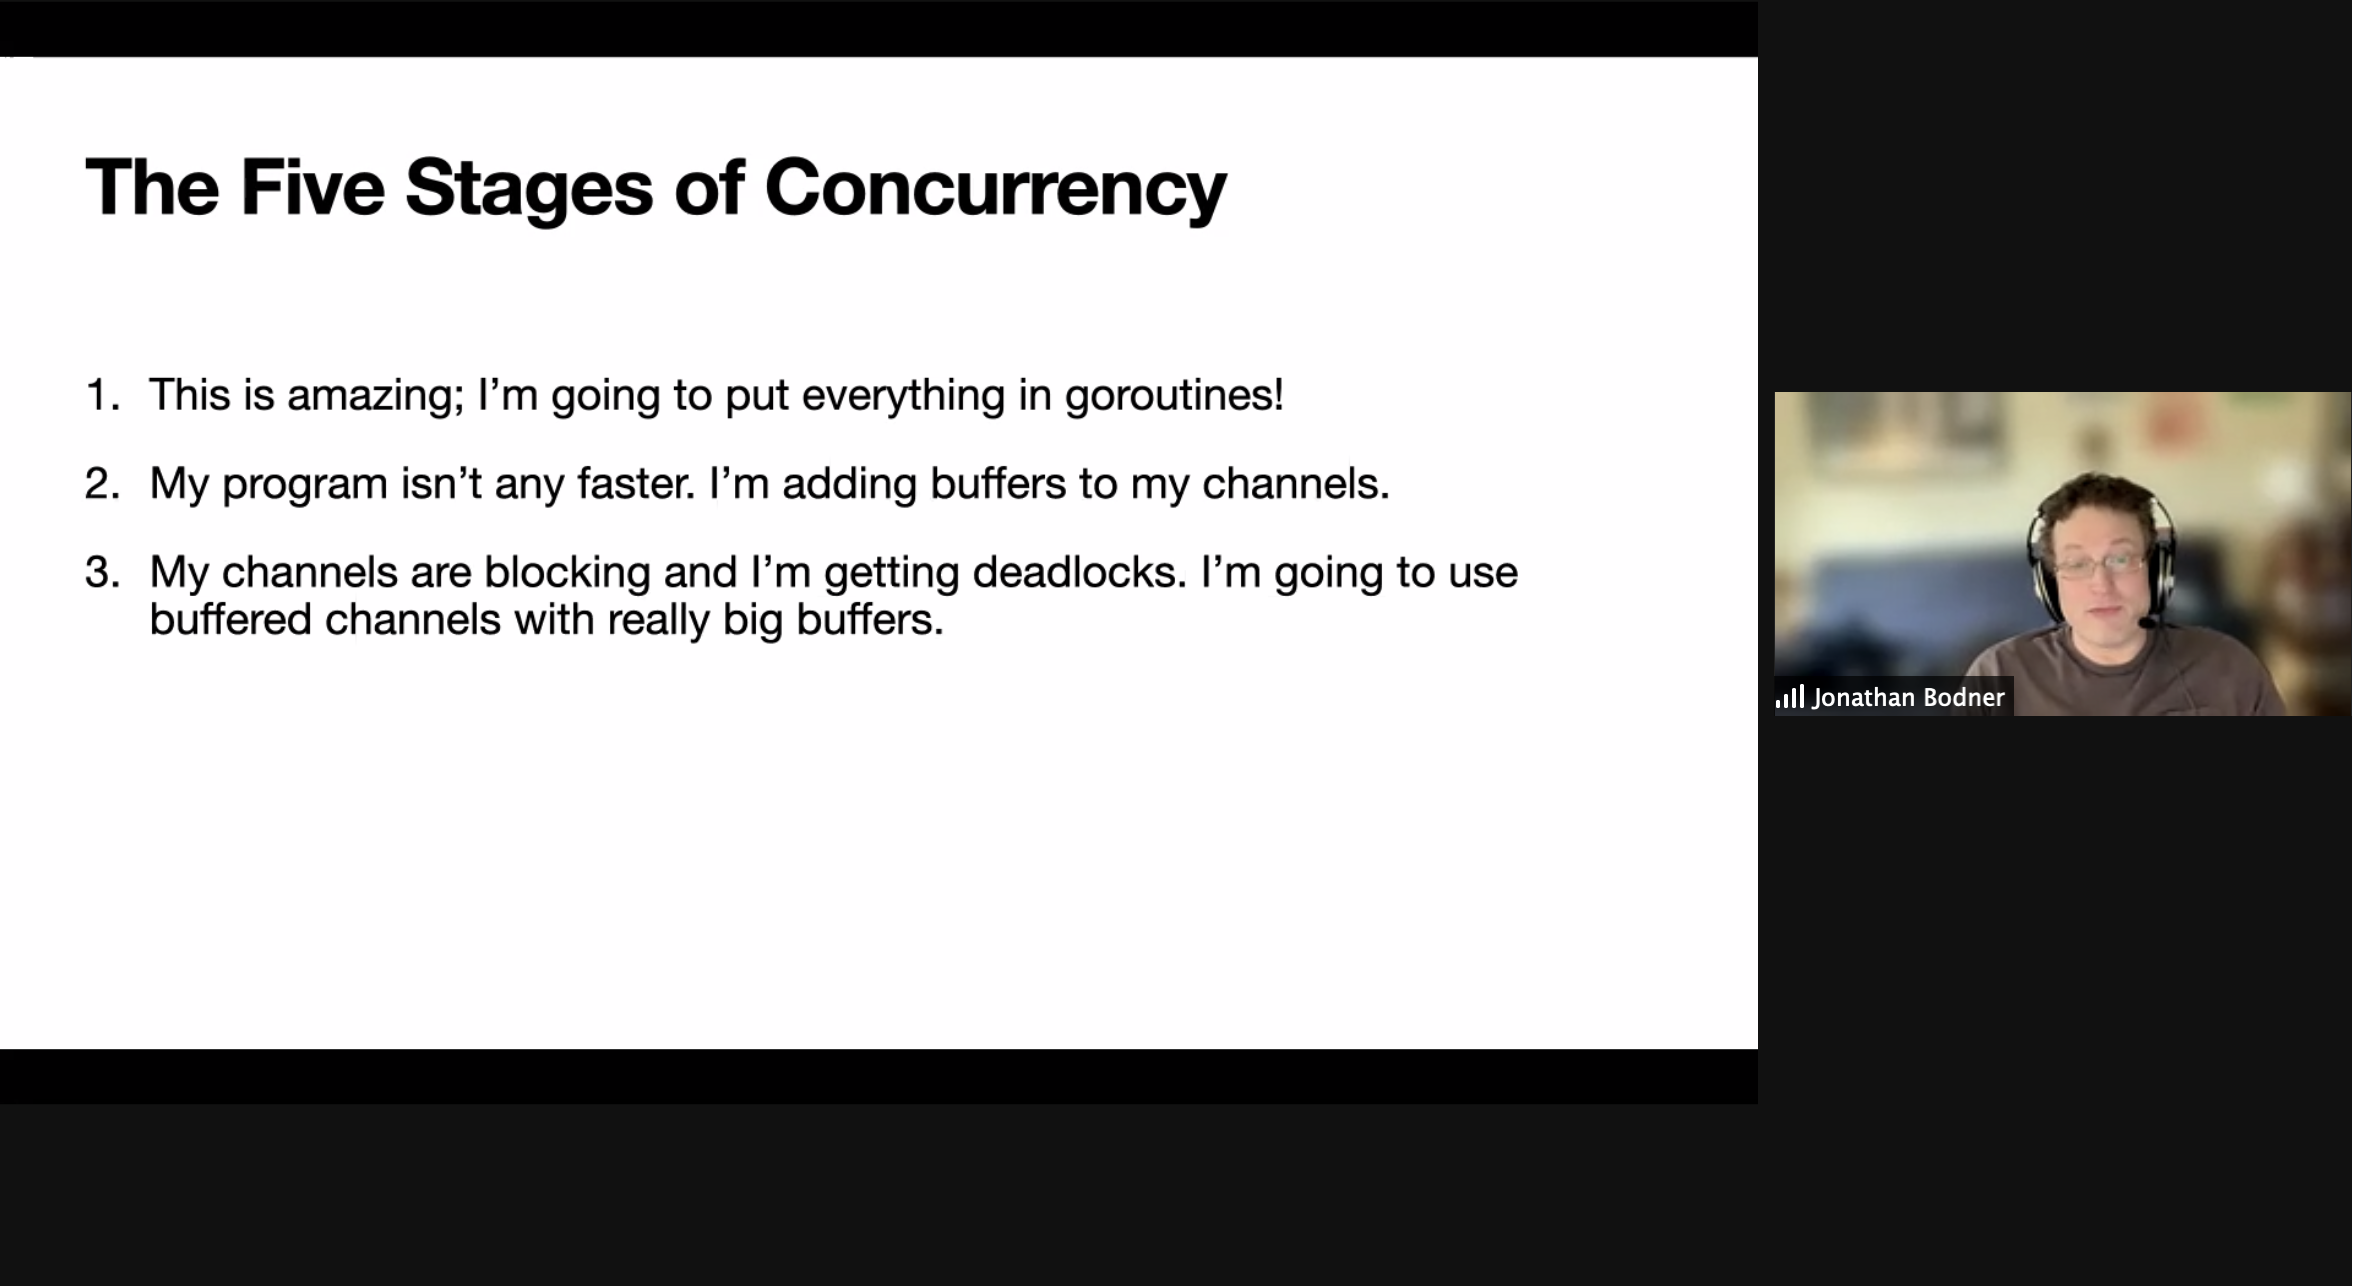 The Five Stages of Concurrency
1. This is amazing; I’m going to put everything in goroutines!
2. My program isn’t any faster. I’m adding buffers to my channels.
3. My channels are blocking and I’m getting deadlocks. I’m going to use
buffered channels with really big buffers.
Jonathan Bodner